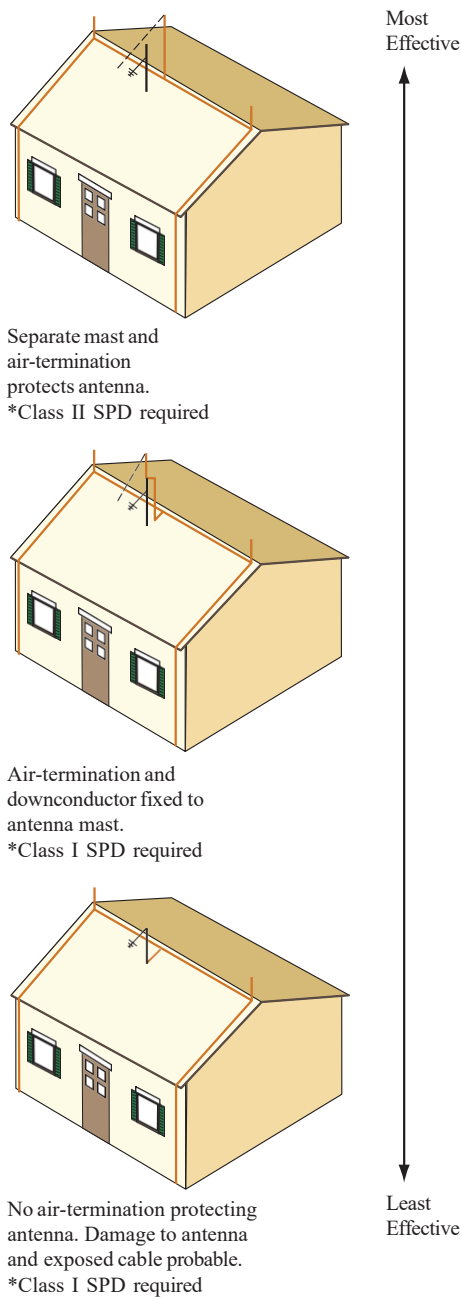 Most
Effective
Separate mast and
air-termination
protects antenna.
*Class II SPD required
Air-termination and
downconductor fixed to
antenna mast.
*Class I SPD required
No air-termination protecting
antenna. Damage to antenna
and exposed cable probable.
*Class I SPD required
Least
Effective